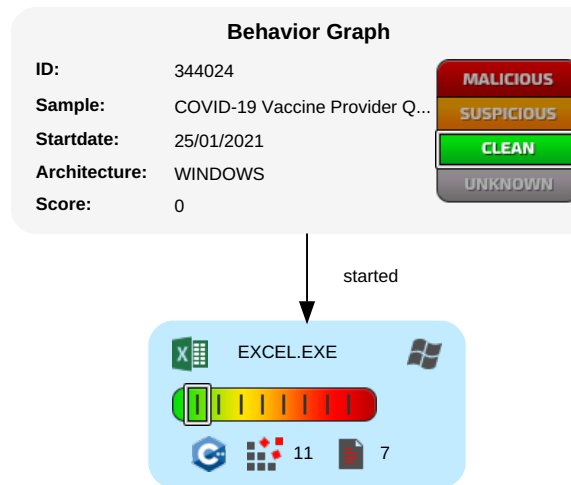 Behavior Graph
ID: 344024
Sample: COVID-19 Vaccine Provider Q...
Startdate: 25/01/2021
Architecture: WINDOWS
Score: 0
MALICIOUS
SUSPICIOUS
CLEAN
UNKNOWN
started
X EXCEL.EXE
C++ 11 7